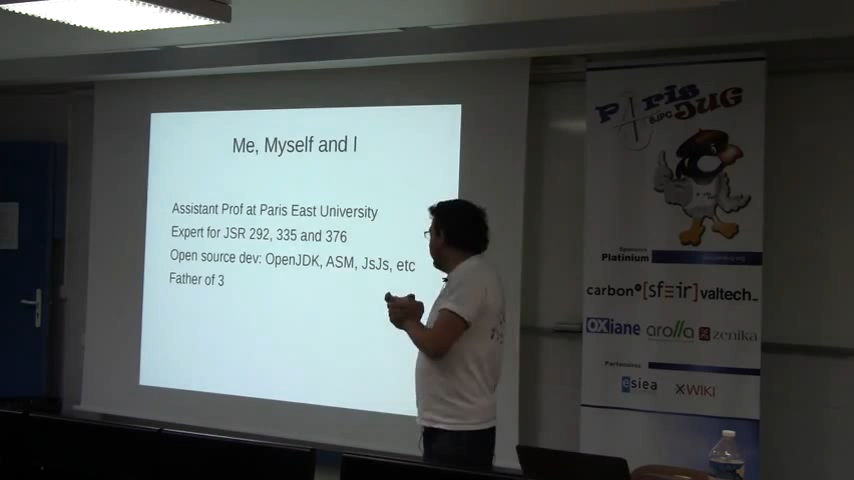 Me, Myself and I
Assistant Prof at Paris East University
Expert for JSR 292, 335 and 376
Open source dev: OpenJDK, ASM, JsJs, etc
Father of 3
Paris
JUG
Sponsors
Platinium
carbon
[sf=ir]
valtech_
OXiane
arolla
zenika
Partenaires
esiea
XWIKI